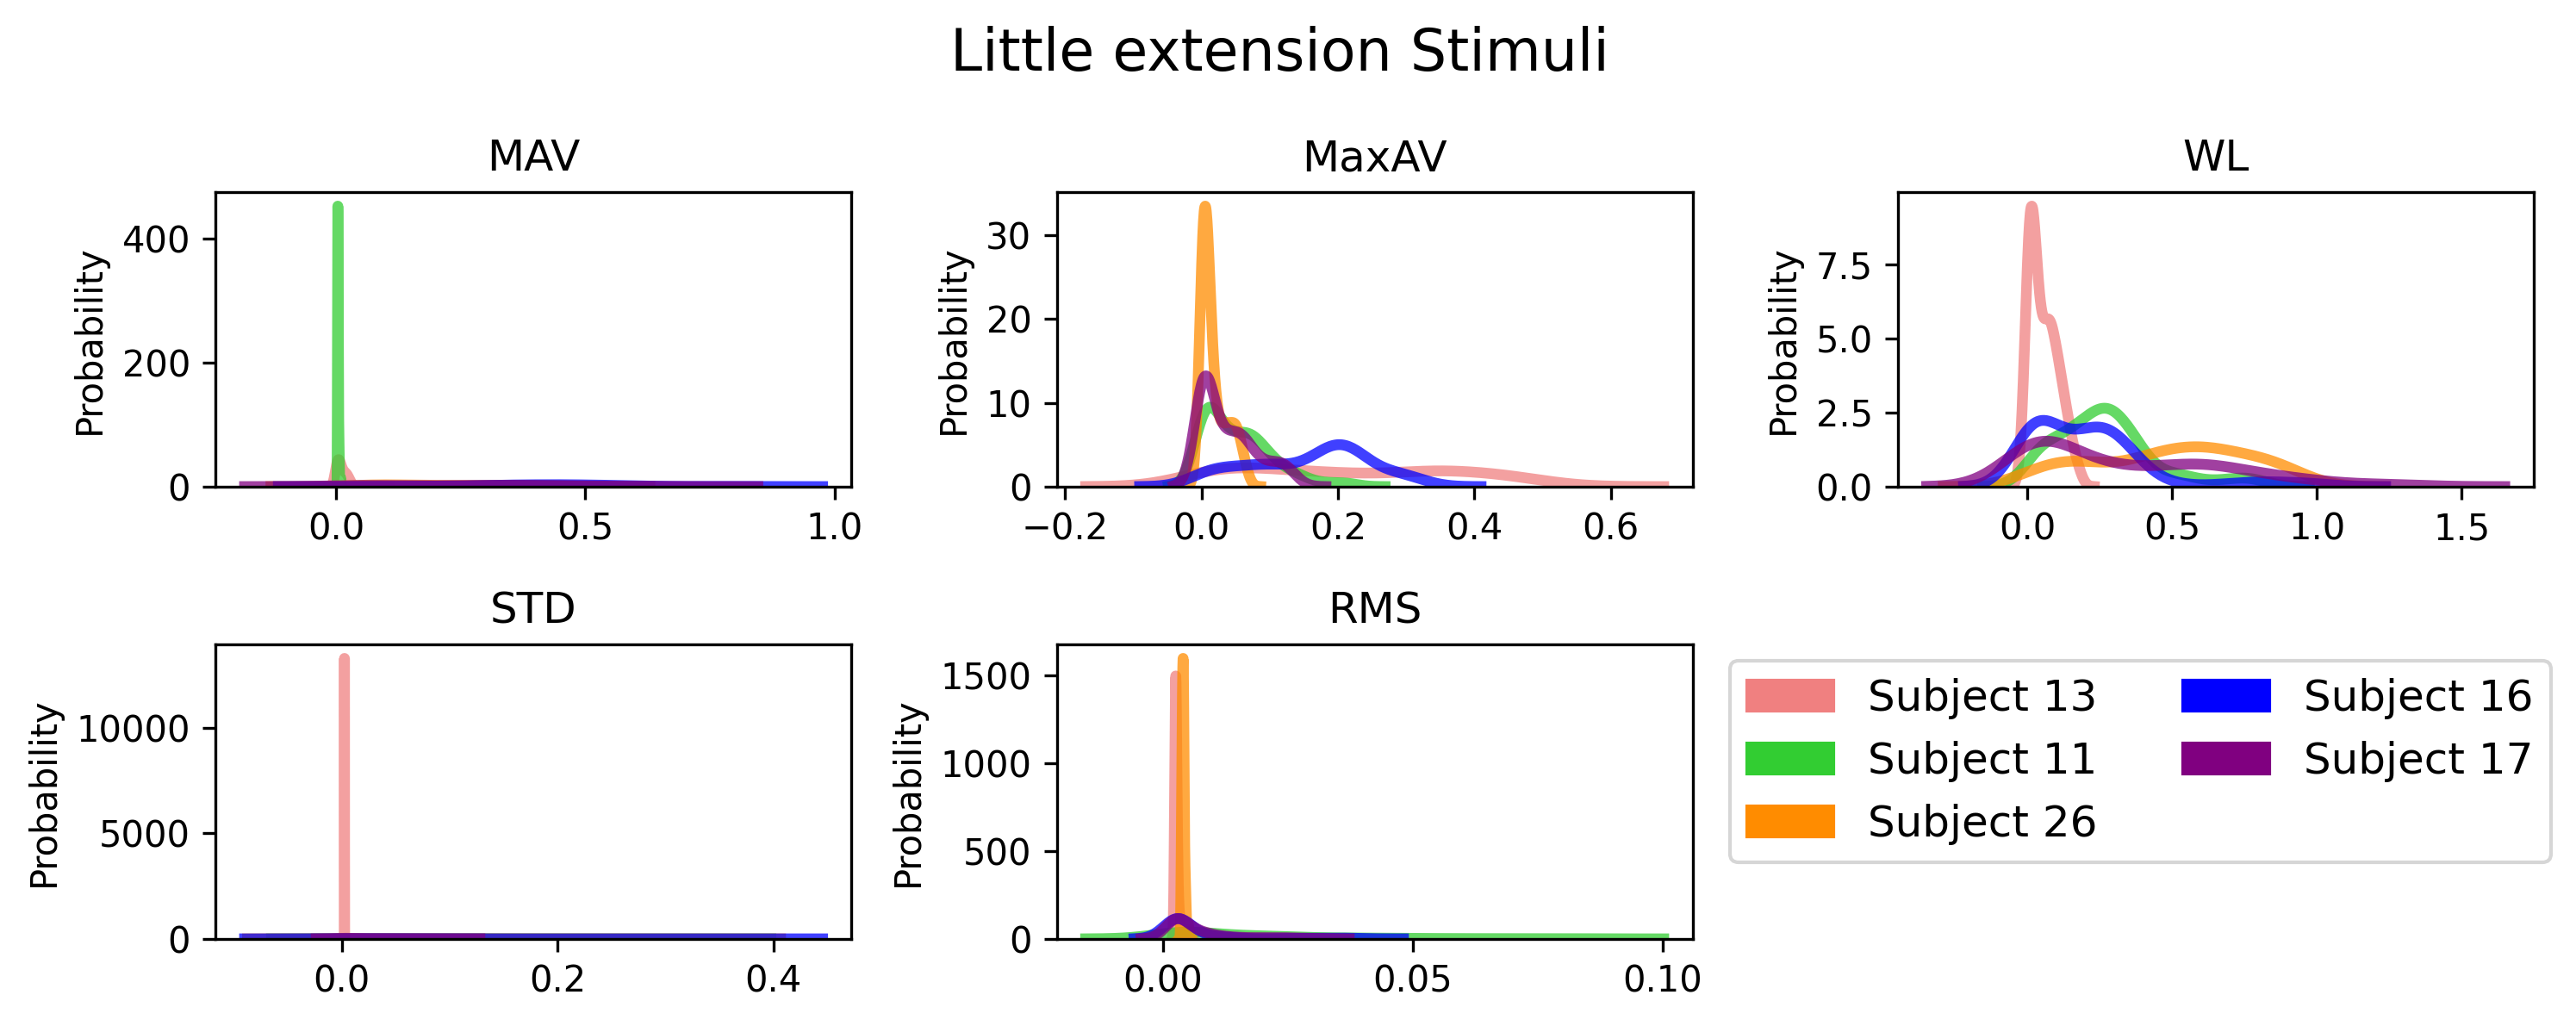 Little extension Stimuli
MAV
Probability
400
200
0
0.0 0.5 1.0
MaxAV
Probability
30
20
10
0
−0.2 0.0 0.2 0.4 0.6
WL
Probability
7.5
5.0
2.5
0.0
0.0 0.5 1.0 1.5
STD
Probability
10000
5000
0
0.0 0.2 0.4
RMS
Probability
1500
1000
500
0
0.00 0.05 0.10
Subject 13
Subject 11
Subject 26
Subject 16
Subject 17